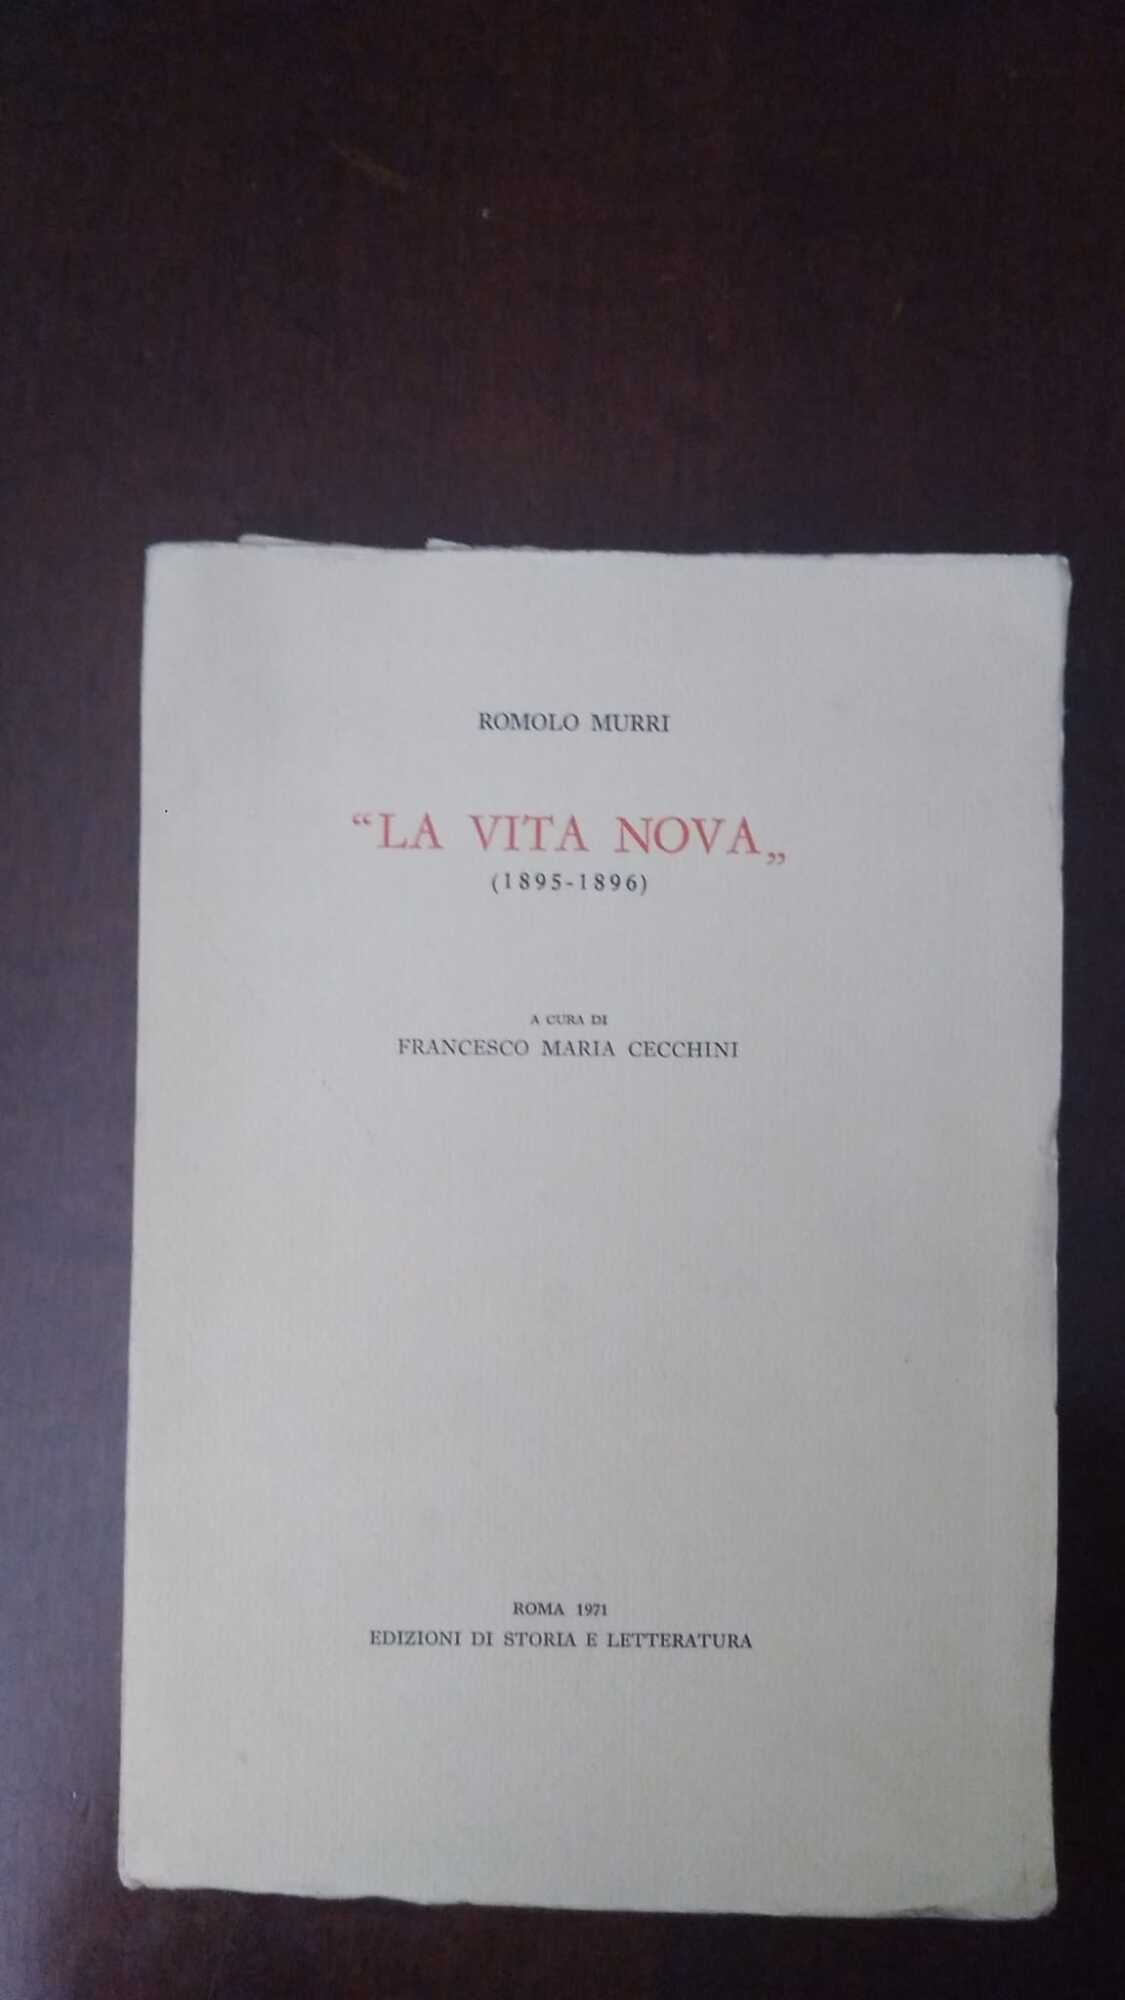 ROMOLO MURRI
“LA VITA NOVA„
(1895-1896)
A CURA DI
FRANCESCO MARIA CECCHINI
ROMA 1971
EDIZIONI DI STORIA E LETTERATURA